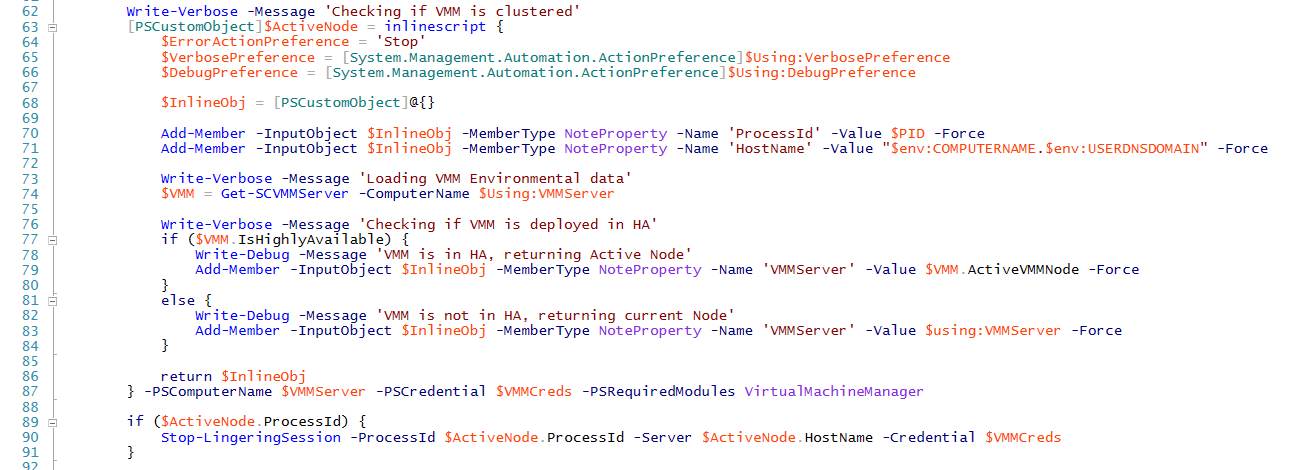 62 Write-Verbose -Message 'Checking if VMM is clustered'
63 [PSCustomObject]$ActiveNode = inlinescript {
64 $ErrorActionPreference = 'Stop'
65 $VerbosePreference = [System.Management.Automation.ActionPreference]$Using:VerbosePreference
66 $DebugPreference = [System.Management.Automation.ActionPreference]$Using:DebugPreference
67
68 $InlineObj = [PSCustomObject]@{}
69
70 Add-Member -InputObject $InlineObj -MemberType NoteProperty -Name 'ProcessId' -Value $PID -Force
71 Add-Member -InputObject $InlineObj -MemberType NoteProperty -Name 'HostName' -Value "$env:COMPUTERNAME.$env:USERDNSDOMAIN" -Force
72
73 Write-Verbose -Message 'Loading VMM Environmental data'
74 $VMM = Get-SCVMMServer -ComputerName $Using:VMMServer
75
76 Write-Verbose -Message 'Checking if VMM is deployed in HA'
77 if ($VMM.IsHighlyAvailable) {
78 Write-Debug -Message 'VMM is in HA, returning Active Node'
79 Add-Member -InputObject $InlineObj -MemberType NoteProperty -Name 'VMMServer' -Value $VMM.ActiveVMMNode -Force
80 }
81 else {
82 Write-Debug -Message 'VMM is not in HA, returning current Node'
83 Add-Member -InputObject $InlineObj -MemberType NoteProperty -Name 'VMMServer' -Value $using:VMMServer -Force
84 }
85
86 return $InlineObj
87 } -PSComputerName $VMMServer -PSCredential $VMMCreds -PSRequiredModules VirtualMachineManager
88
89 if ($ActiveNode.ProcessId) {
90 Stop-LingeringSession -ProcessId $ActiveNode.ProcessId -Server $ActiveNode.HostName -Credential $VMMCreds
91 }
92